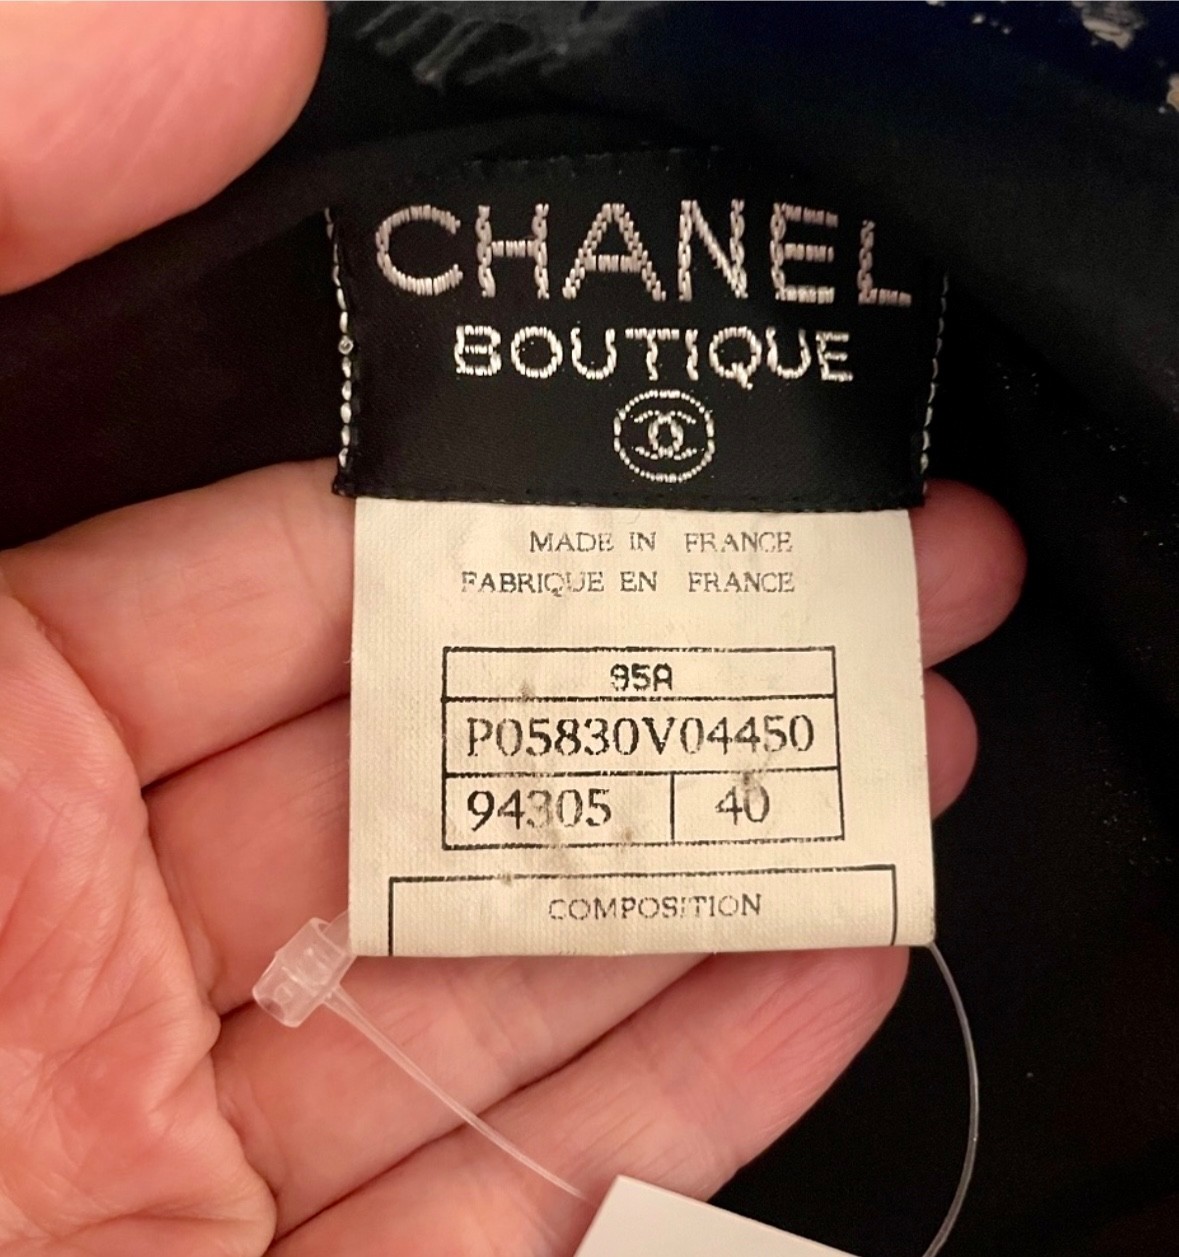 CHANEL
BOUTIQUE
MADE IN FRANCE
FABRIQUE EN FRANCE
95A
P05830V04450
94305 40
COMPOSITION